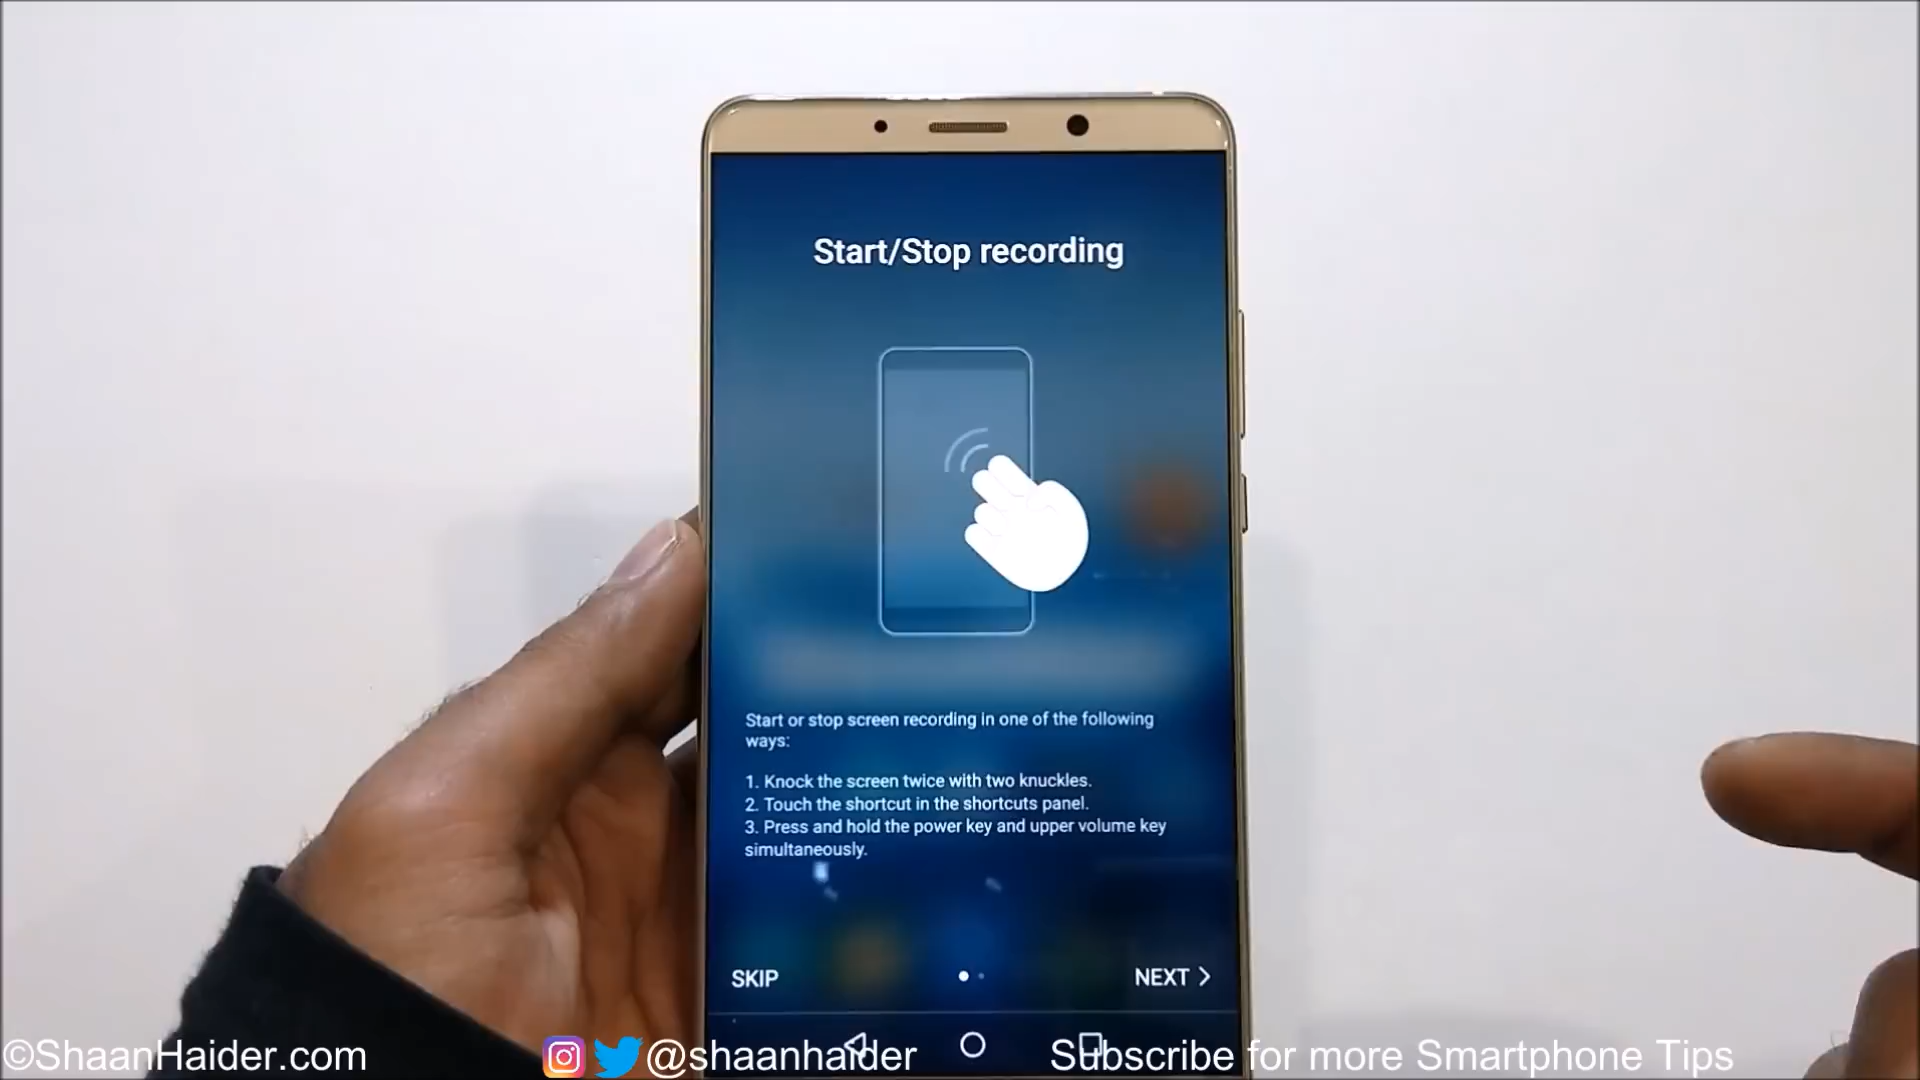 Start/Stop recording
Start or stop screen recording in one of the following
ways:
1. Knock the screen twice with two knuckles.
2. Touch the shortcut in the shortcuts panel.
3. Press and hold the power key and upper volume key
simultaneously.
SKIP
NEXT
©ShaanHaider.com
@shaanhaider
Subscribe for more Smartphone Tips